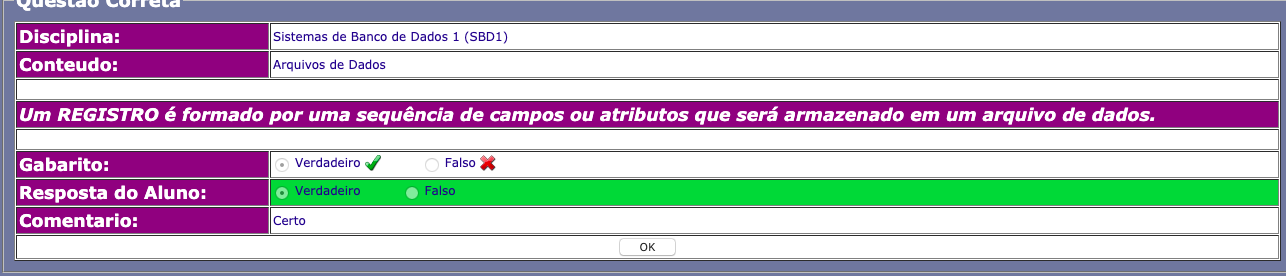 Questão Correta
Disciplina: Sistemas de Banco de Dados 1 (SBD1)
Conteudo: Arquivos de Dados
Um REGISTRO é formado por uma sequência de campos ou atributos que será armazenado em um arquivo de dados.
Gabarito: Verdadeiro Falso
Resposta do Aluno: Verdadeiro Falso
Comentario: Certo
OK